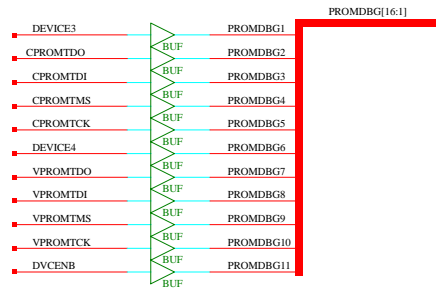 PROMDBG[16:1]
DEVICE3 PROMDBG1
BUF
CPROMTDO PROMDBG2
BUF
CPROMTDI PROMDBG3
BUF
CPROMTMS PROMDBG4
BUF
CPROMTCK PROMDBG5
BUF
DEVICE4 PROMDBG6
BUF
VPROMTDO PROMDBG7
BUF
VPROMTDI PROMDBG8
BUF
VPROMTMS PROMDBG9
BUF
VPROMTCK PROMDBG10
BUF
DVCENB PROMDBG11
BUF